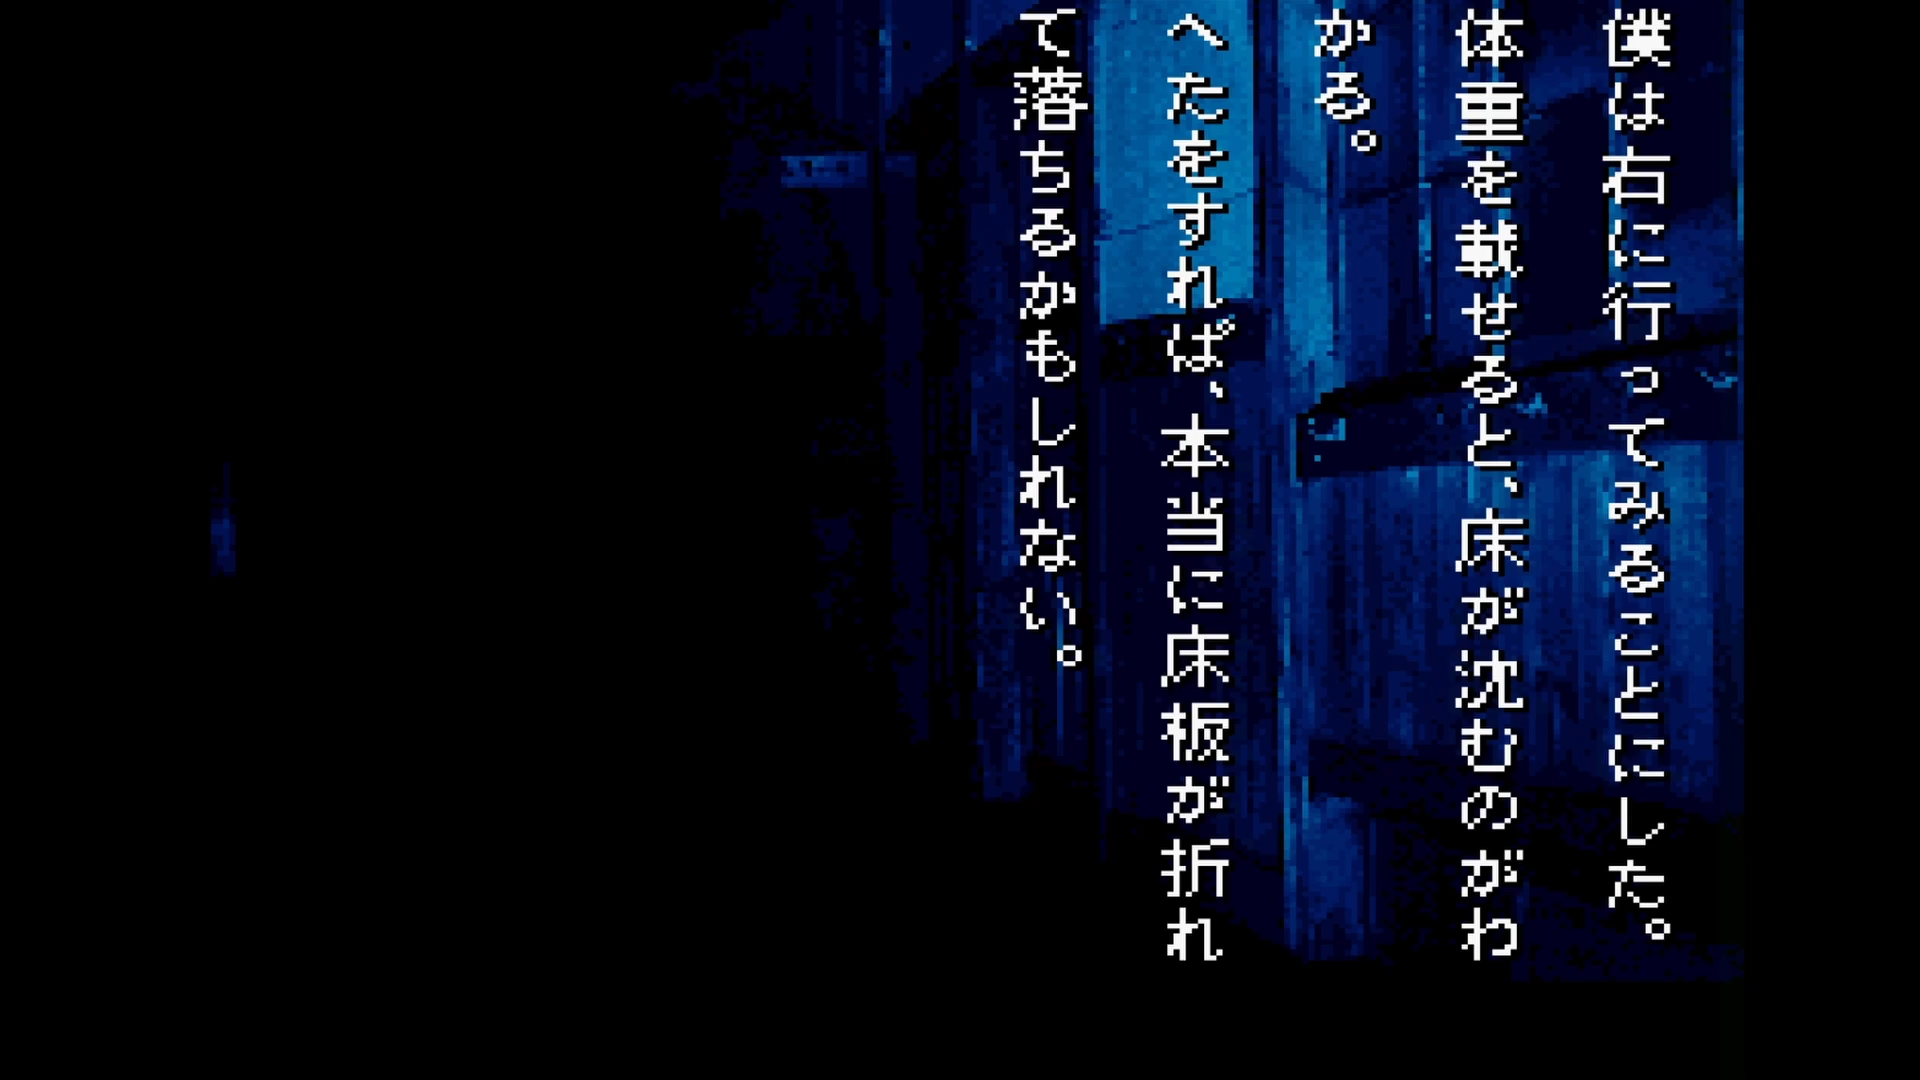 僕は右に行ってみることにした。
体重を載せると、床が沈むのがわ
かる。
へたをすれば、本当に床板が折れ
て落ちるかもしれない。